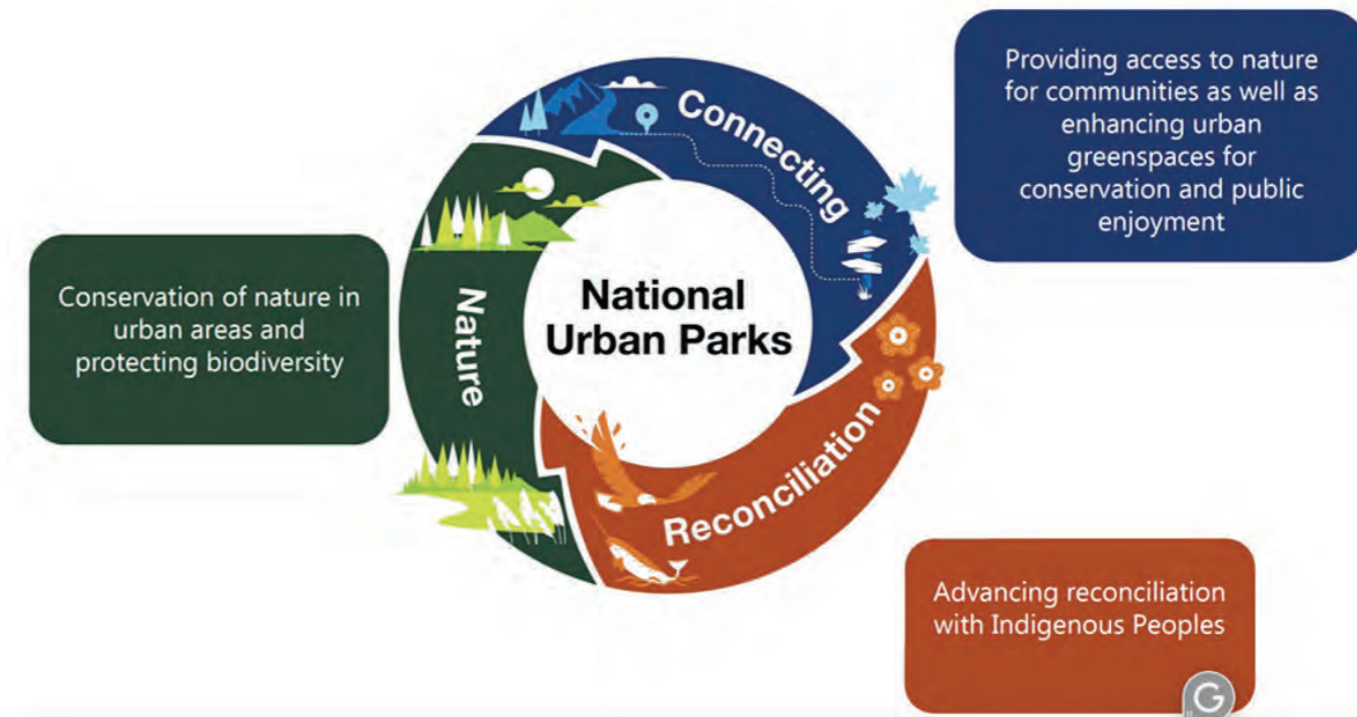 Connecting
Providing access to nature
for communities as well as
enhancing urban
greenspaces for
conservation and public
enjoyment
National
Urban Parks
Nature
Conservation of nature in
urban areas and
protecting biodiversity
Reconciliation
Advancing reconciliation
with Indigenous Peoples
G